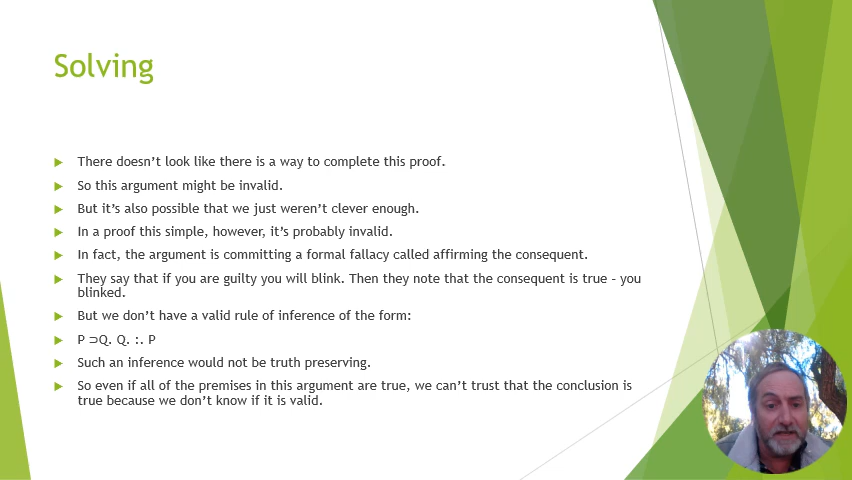 Solving
There doesn't look like there is a way to complete this proof.
So this argument might be invalid.
But it's also possible that we just weren't clever enough.
In a proof this simple, however, it's probably invalid.
In fact, the argument is committing a formal fallacy called affirming the consequent.
They say that if you are guilty you will blink. Then they note that the consequent is true – you
blinked.
But we don't have a valid rule of inference of the form:
P ⊃Q. Q. :. P
Such an inference would not be truth preserving.
So even if all of the premises in this argument are true, we can't trust that the conclusion is
true because we don't know if it is valid.